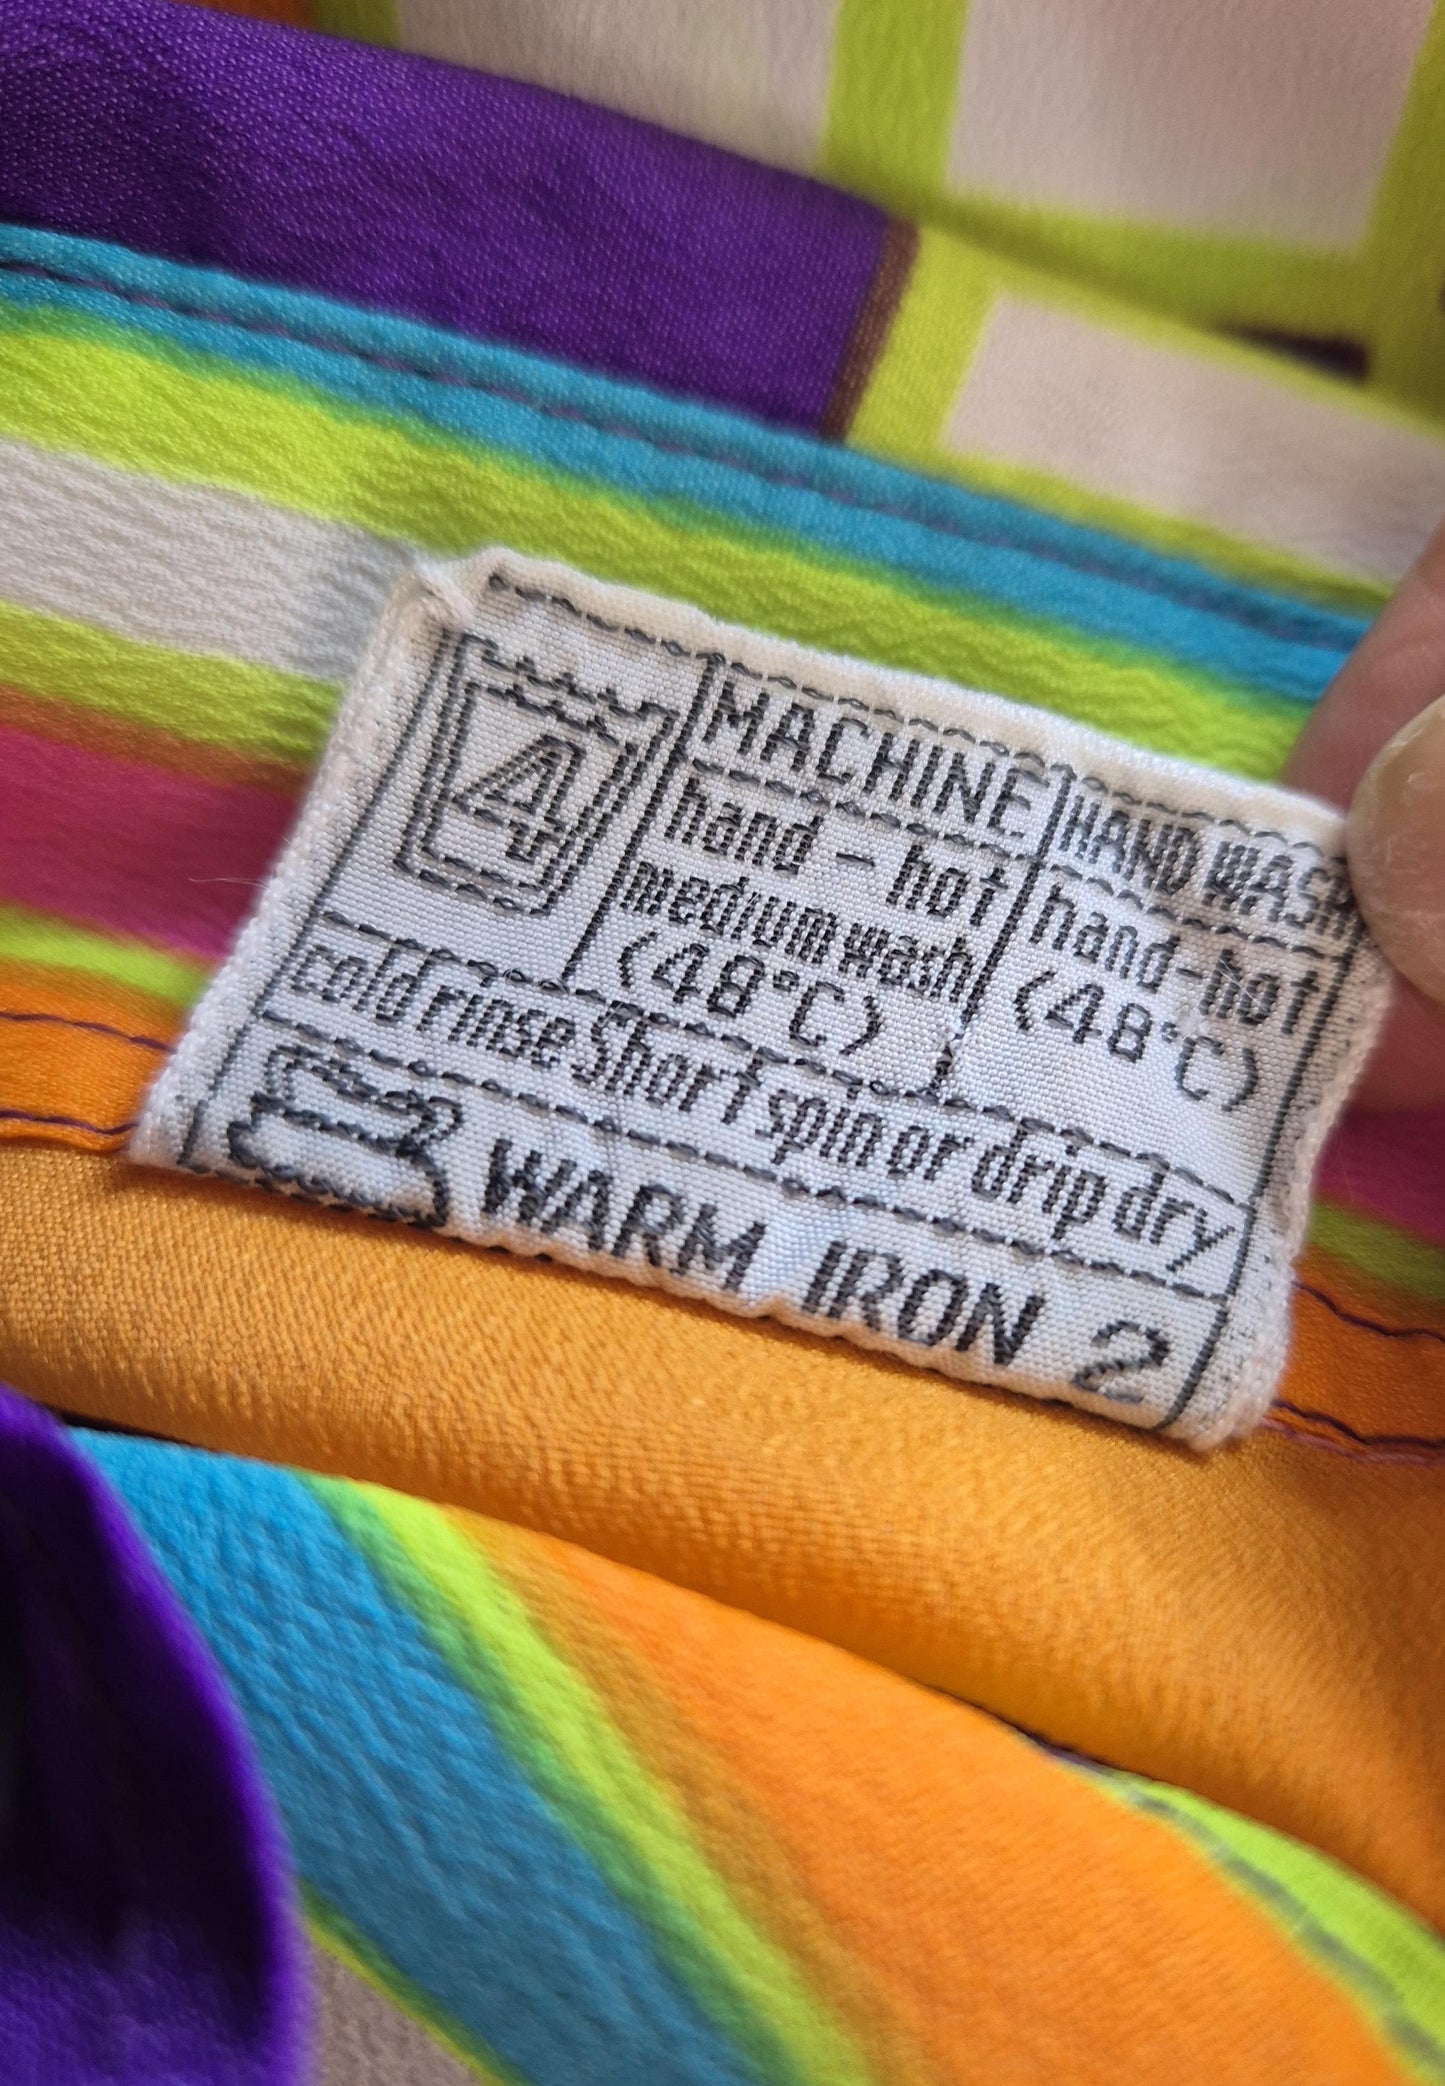 4
MACHINE
hand - hot
medium wash
(48°C)
HAND WASH
hand-hot
(48°C)
cold rinse Short spin or drip dry
WARM IRON 2